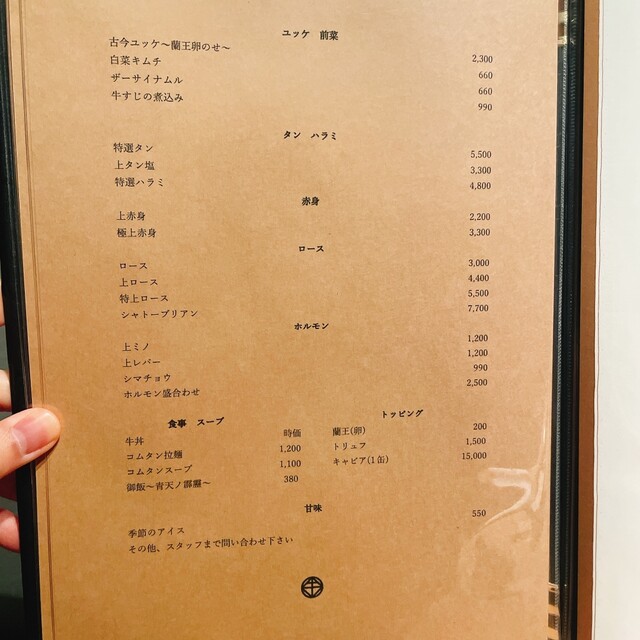 ユッケ 前菜
古今ユッケ〜蘭王卵のせ〜 2,300
白菜キムチ 660
ザーサイナムル 660
牛すじの煮込み 990
タン ハラミ
特選タン 5,500
上タン塩 3,300
特選ハラミ 4,800
赤身
上赤身 2,200
極上赤身 3,300
ロース
ロース 3,000
上ロース 4,400
特上ロース 5,500
シャトーブリアン 7,700
ホルモン
上ミノ 1,200
上レバー 1,200
シマチョウ 990
ホルモン盛合わせ 2,500
食事 スープ
牛丼 時価
コムタン拉麺 1,200
コムタンスープ 1,100
御飯〜青天ノ霹靂〜 380
トッピング
蘭王(卵) 200
トリュフ 1,500
キャビア(1缶) 15,000
甘味
季節のアイス 550
その他、スタッフまで問い合わせ下さい